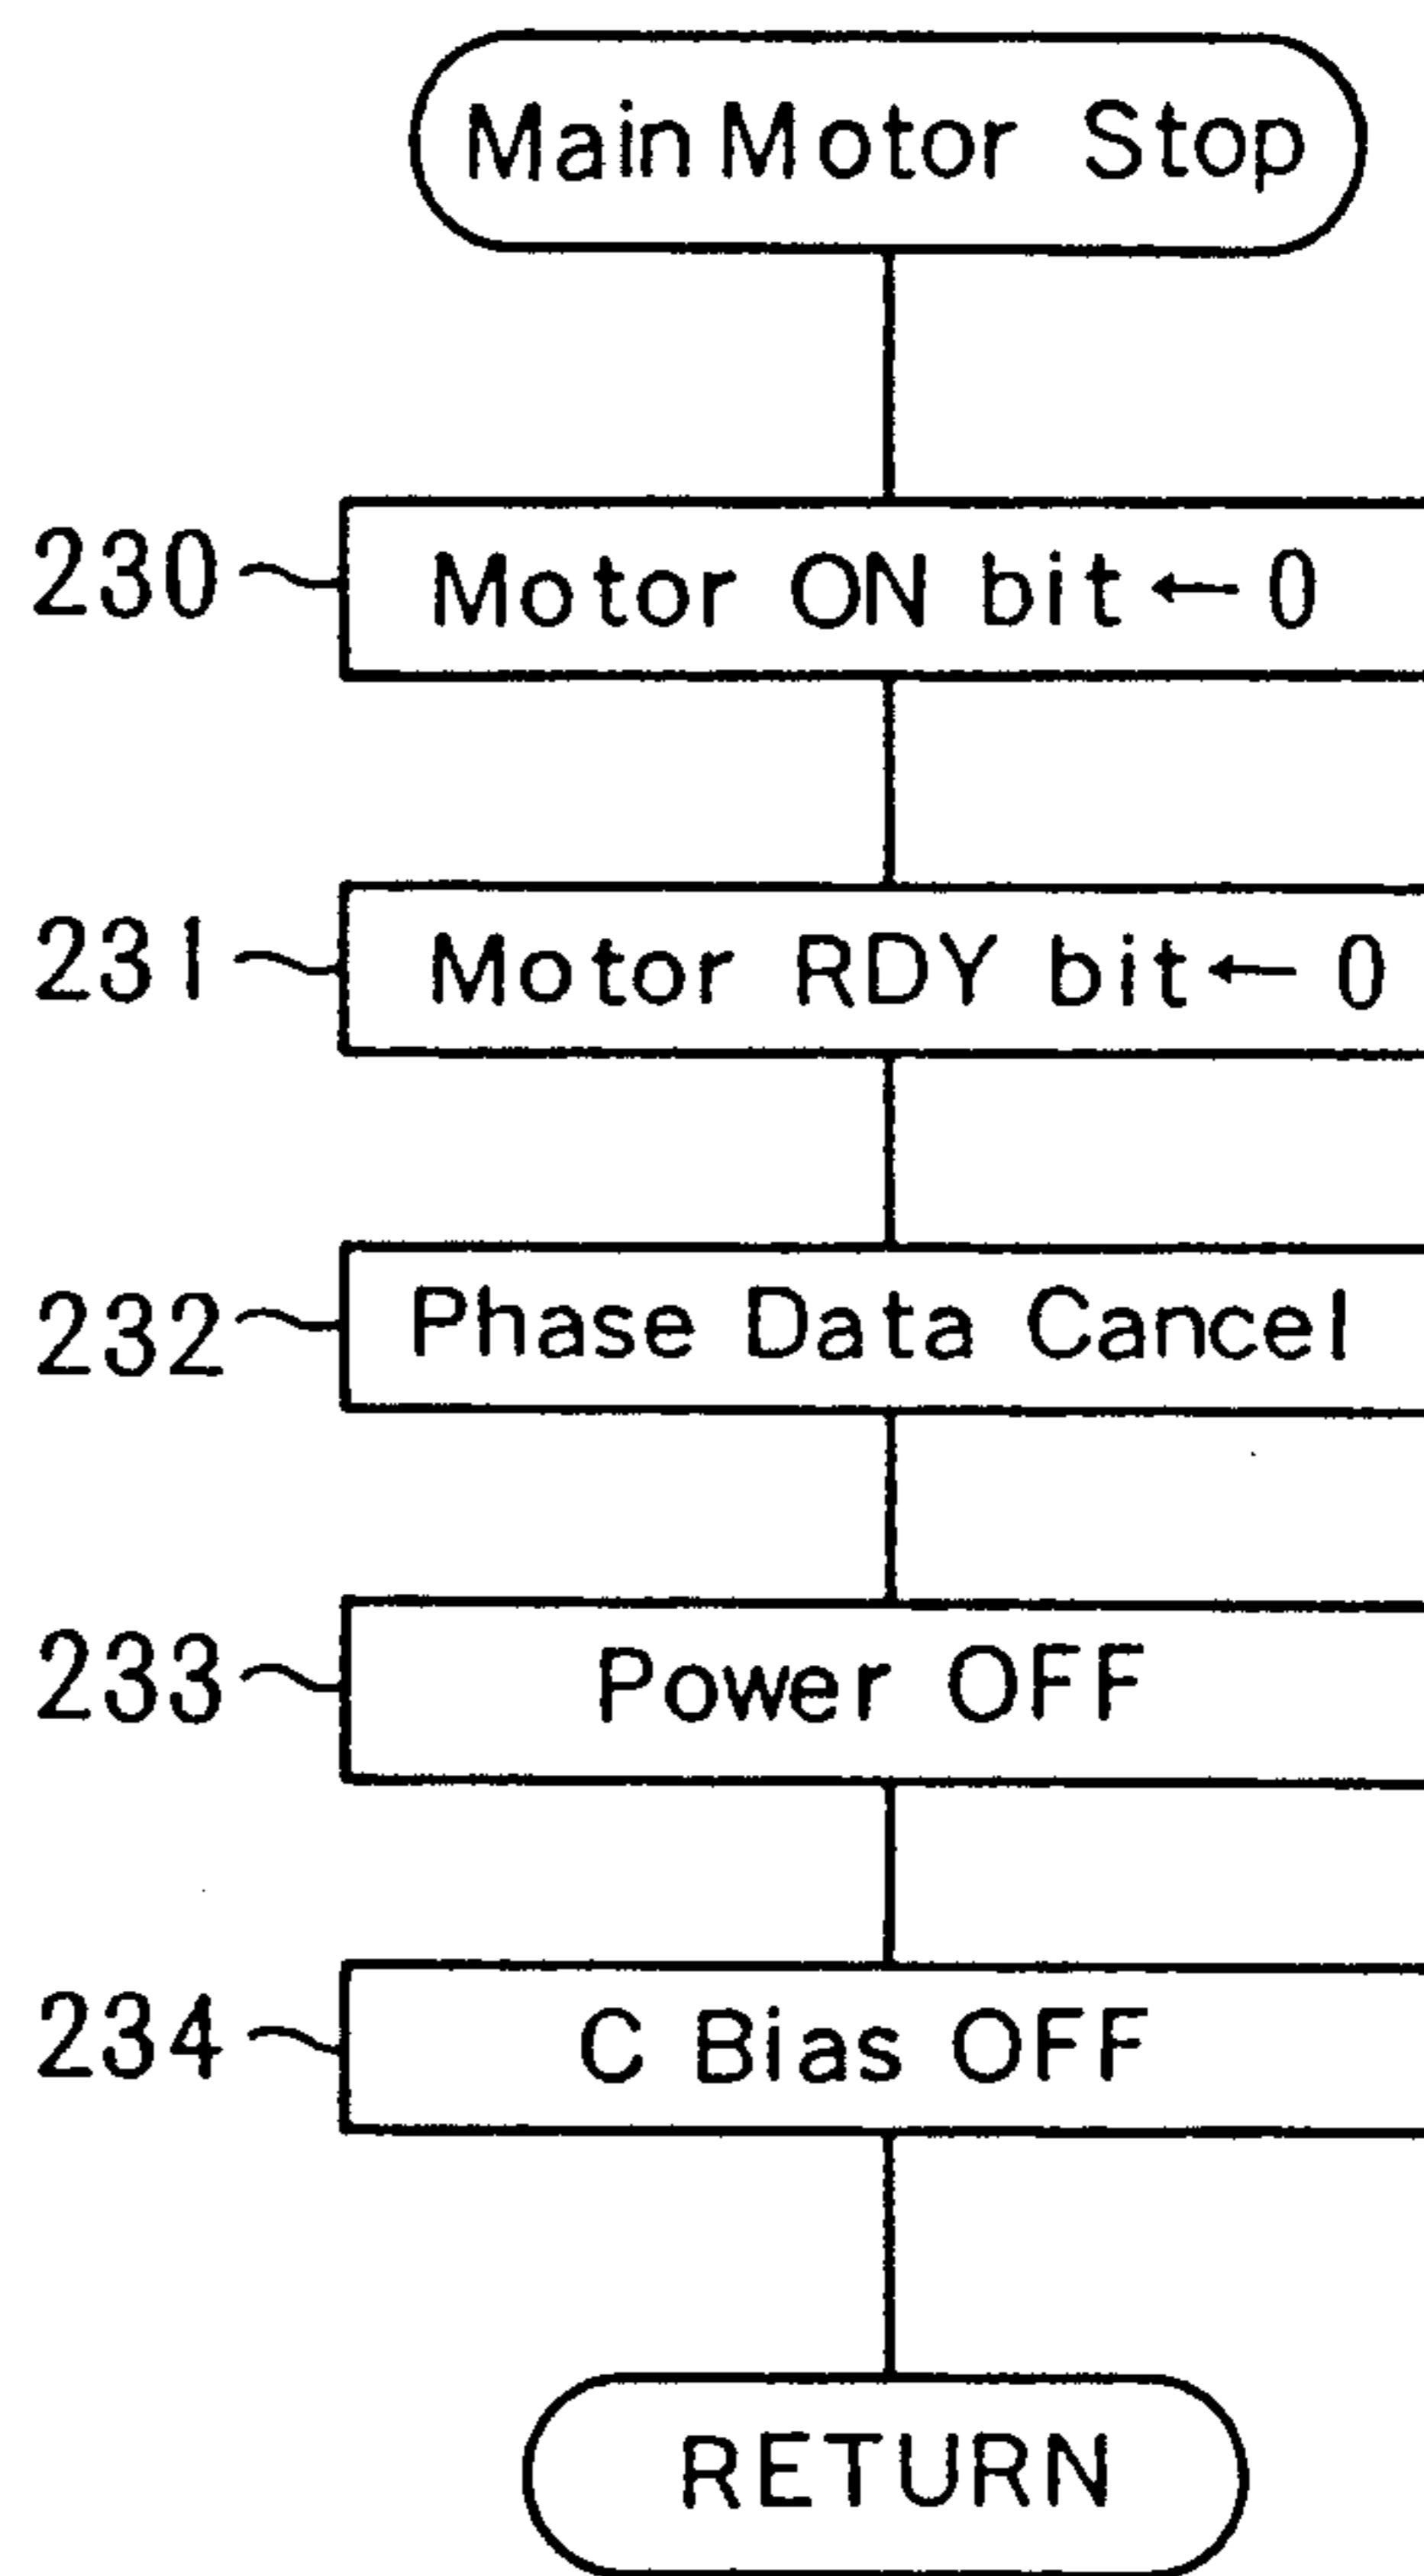 Main Motor Stop
230 Motor ON bit ← 0
231 Motor RDY bit ← 0
232 Phase Data Cancel
233 Power OFF
234 C Bias OFF
RETURN